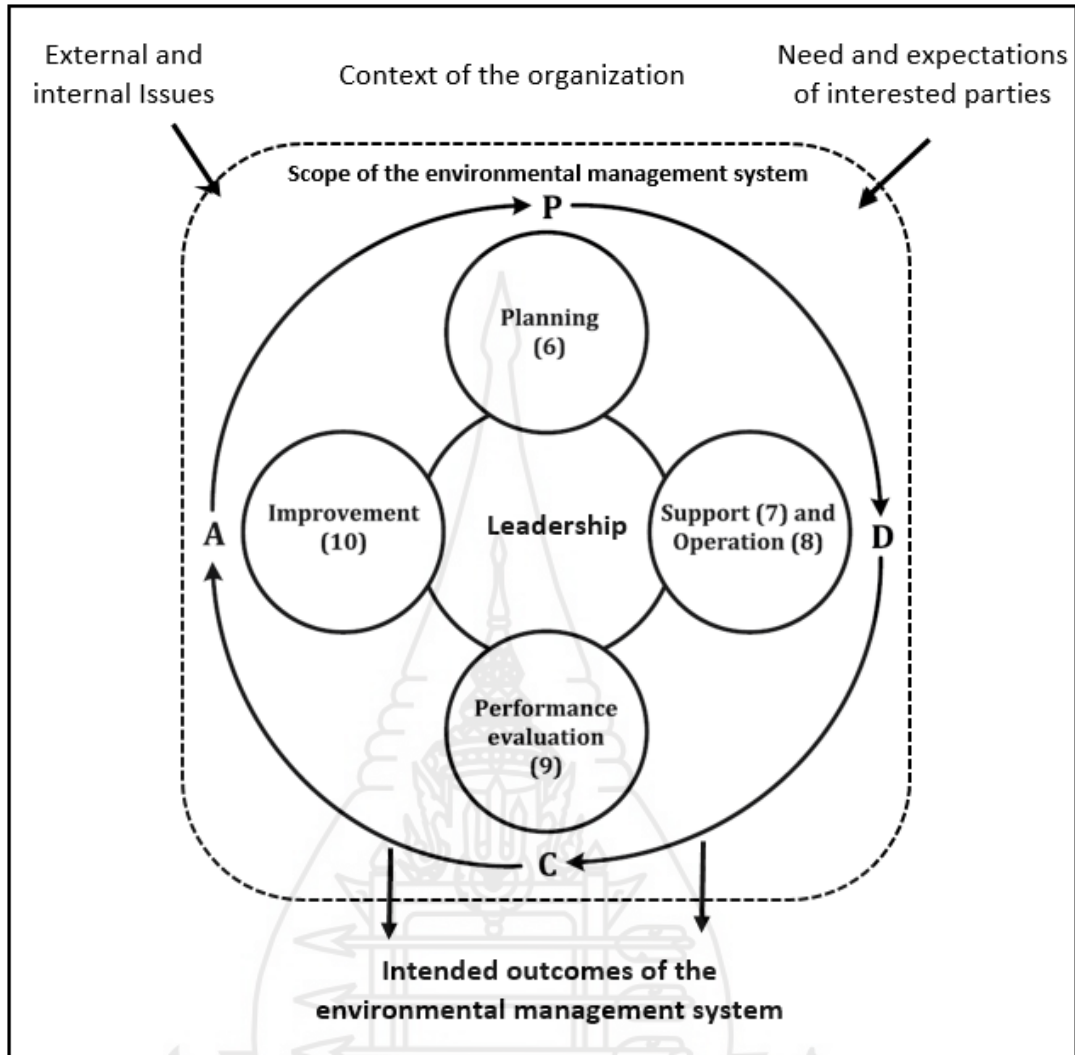 External and
internal Issues
Context of the organization
Need and expectations
of interested parties
Scope of the environmental management system
P
Planning
(6)
A
Improvement
(10)
Leadership
Support (7) and
Operation (8)
D
Performance
evaluation
(9)
C
Intended outcomes of the
environmental management system